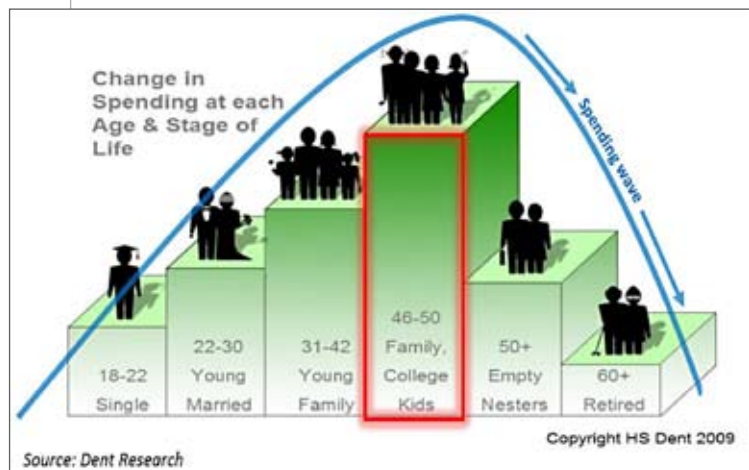 Change in
Spending at each
Age & Stage of
Life
Spending wave
18-22
Single
22-30
Young
Married
31-42
Young
Family
46-50
Family,
College
Kids
50+
Empty
Nesters
60+
Retired
Copyright HS Dent 2009
Source: Dent Research